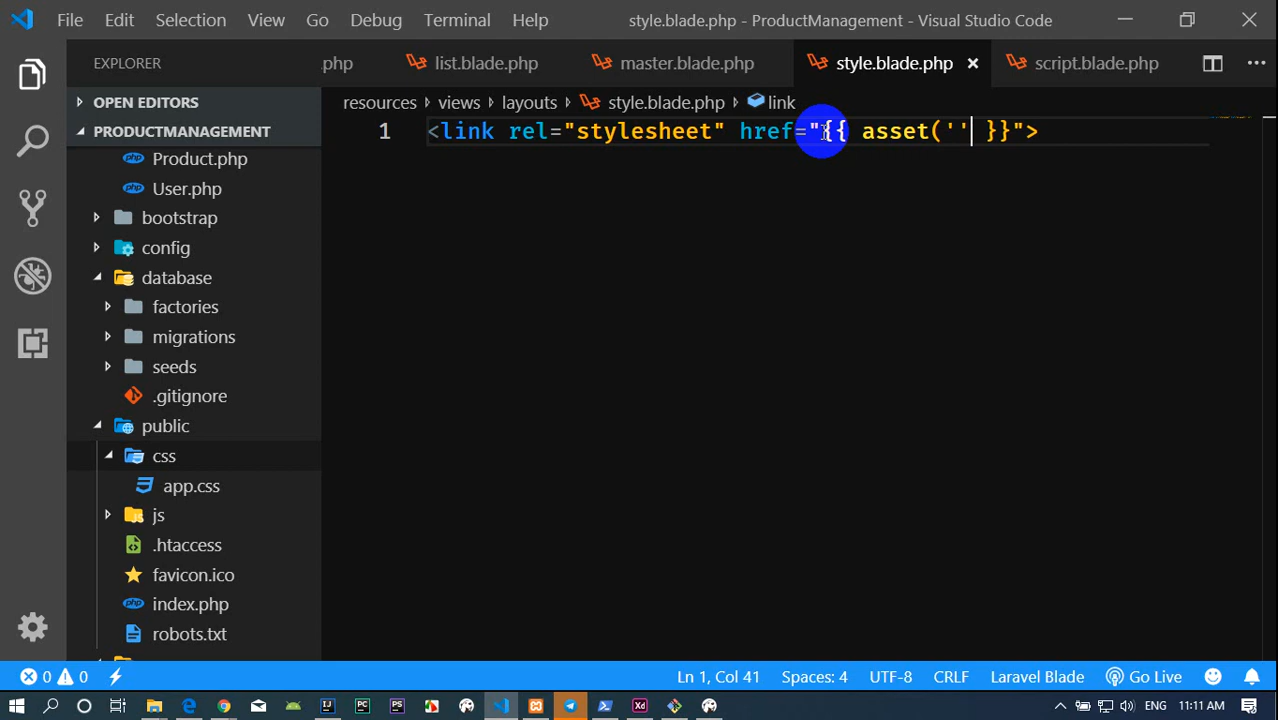 File Edit Selection View Go Debug Terminal Help style.blade.php - ProductManagement - Visual Studio Code
EXPLORER .php list.blade.php master.blade.php style.blade.php script.blade.php
OPEN EDITORS
PRODUCTMANAGEMENT
Product.php
User.php
bootstrap
config
database
factories
migrations
seeds
.gitignore
public
css
app.css
js
.htaccess
favicon.ico
index.php
robots.txt
resources views layouts style.blade.php link
1 <link rel="stylesheet" href="{{ asset('' }}">
0 0 Ln 1, Col 41 Spaces: 4 UTF-8 CRLF Laravel Blade Go Live
ENG 11:11 AM